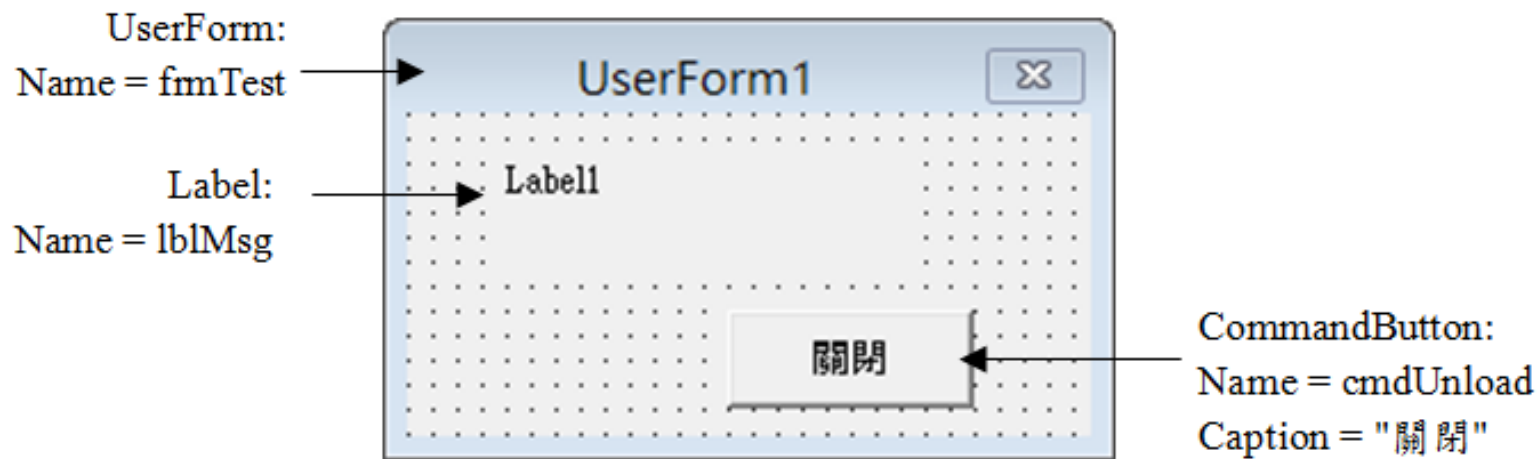 UserForm:
Name = frmTest
UserForm1
Label:
Name = lblMsg
Label1
關閉
CommandButton:
Name = cmdUnload
Caption = "關閉"